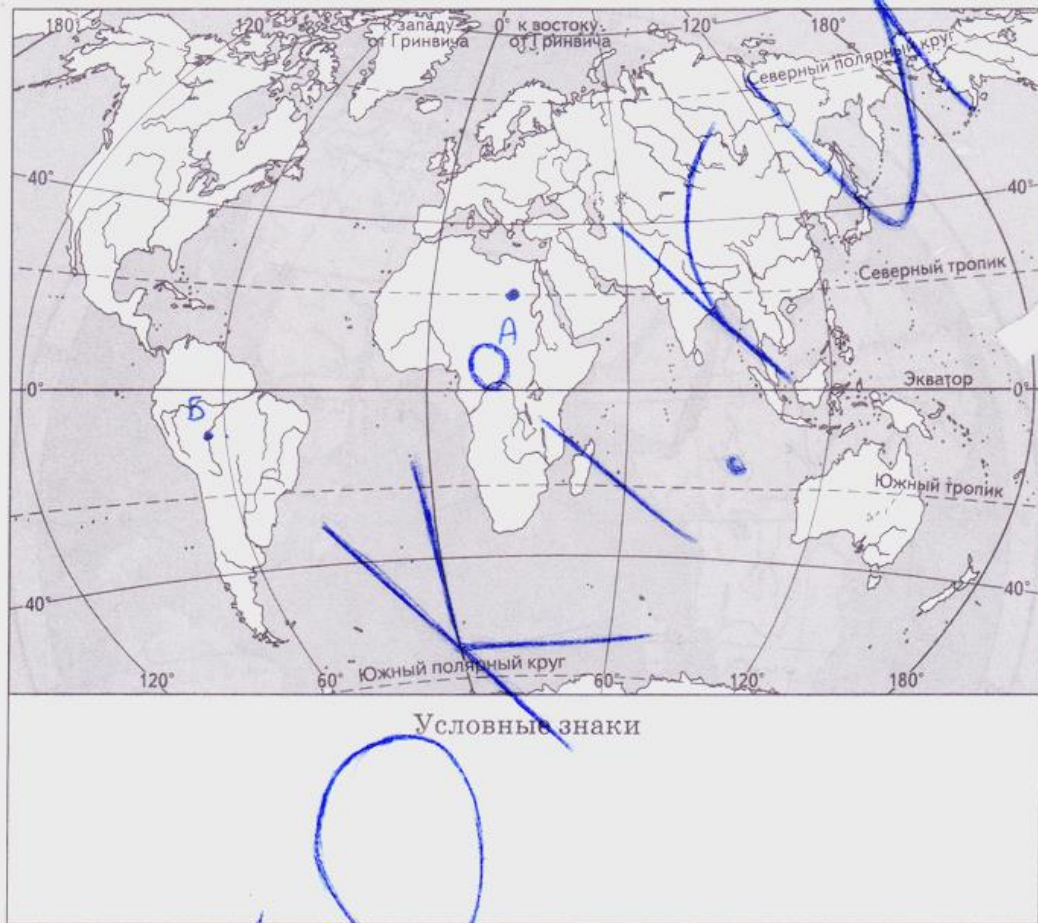 180° 120° к западу от Гринвича 0° к востоку от Гринвича 120° 180°
Северный полярный круг
40° 40°
Северный тропик
А
0° Экватор 0°
Б
Южный тропик
40° 40°
Южный полярный круг
120° 60° 60° 120° 180°
Условные знаки